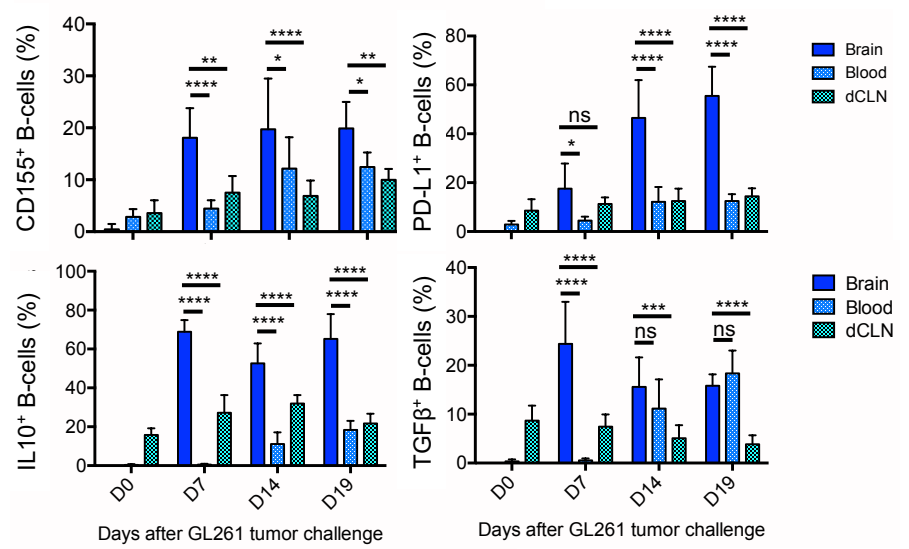 CD155+ B-cells (%)
40
30
20
10
0
****
**
****
*
**
*
PD-L1+ B-cells (%)
80
60
40
20
0
ns
*
****
****
****
****
Brain
Blood
dCLN
IL10+ B-cells (%)
100
80
60
40
20
0
****
****
****
****
****
****
D0
D7
D14
D19
Days after GL261 tumor challenge
TGFβ+ B-cells (%)
40
30
20
10
0
****
****
***
ns
****
ns
D0
D7
D14
D19
Days after GL261 tumor challenge
Brain
Blood
dCLN